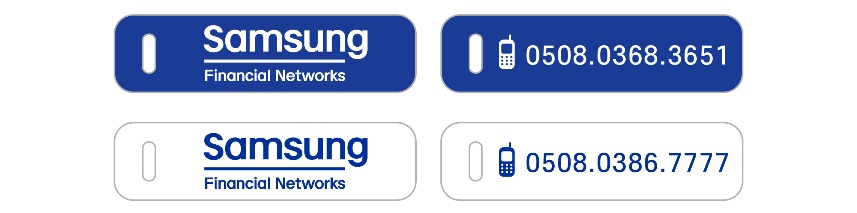 Samsung
Financial Networks
0508.0368.3651
Samsung
Financial Networks
0508.0386.7777